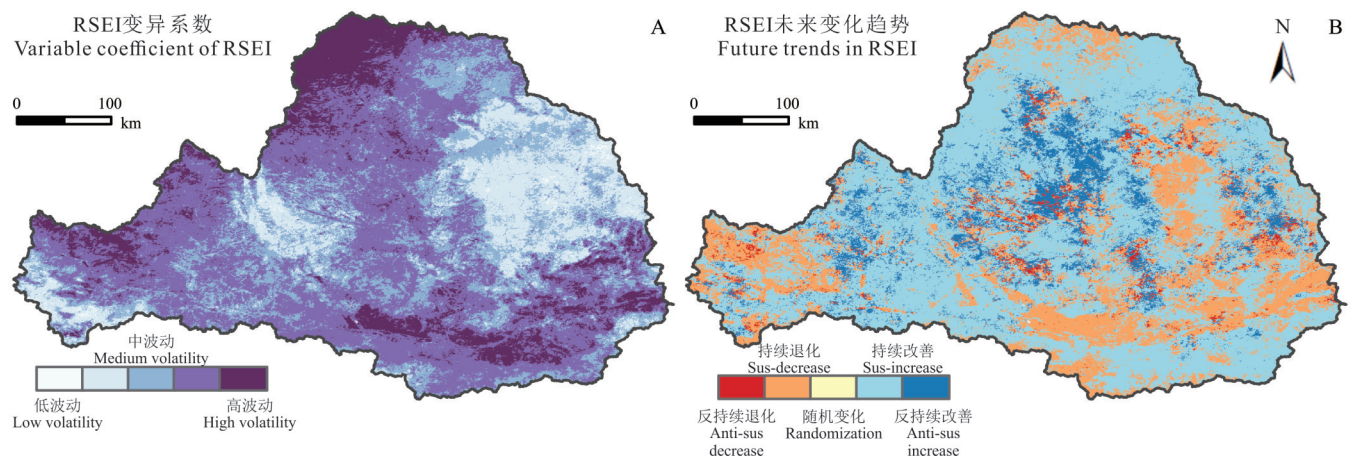 RSEI变异系数
Variable coefficient of RSEI
A
0 100
km
中波动
Medium volatility
低波动
Low volatility
高波动
High volatility
RSEI未来变化趋势
Future trends in RSEI
N
B
0 100
km
持续退化
Sus-decrease
持续改善
Sus-increase
反持续退化
Anti-sus
decrease
随机变化
Randomization
反持续改善
Anti-sus
increase